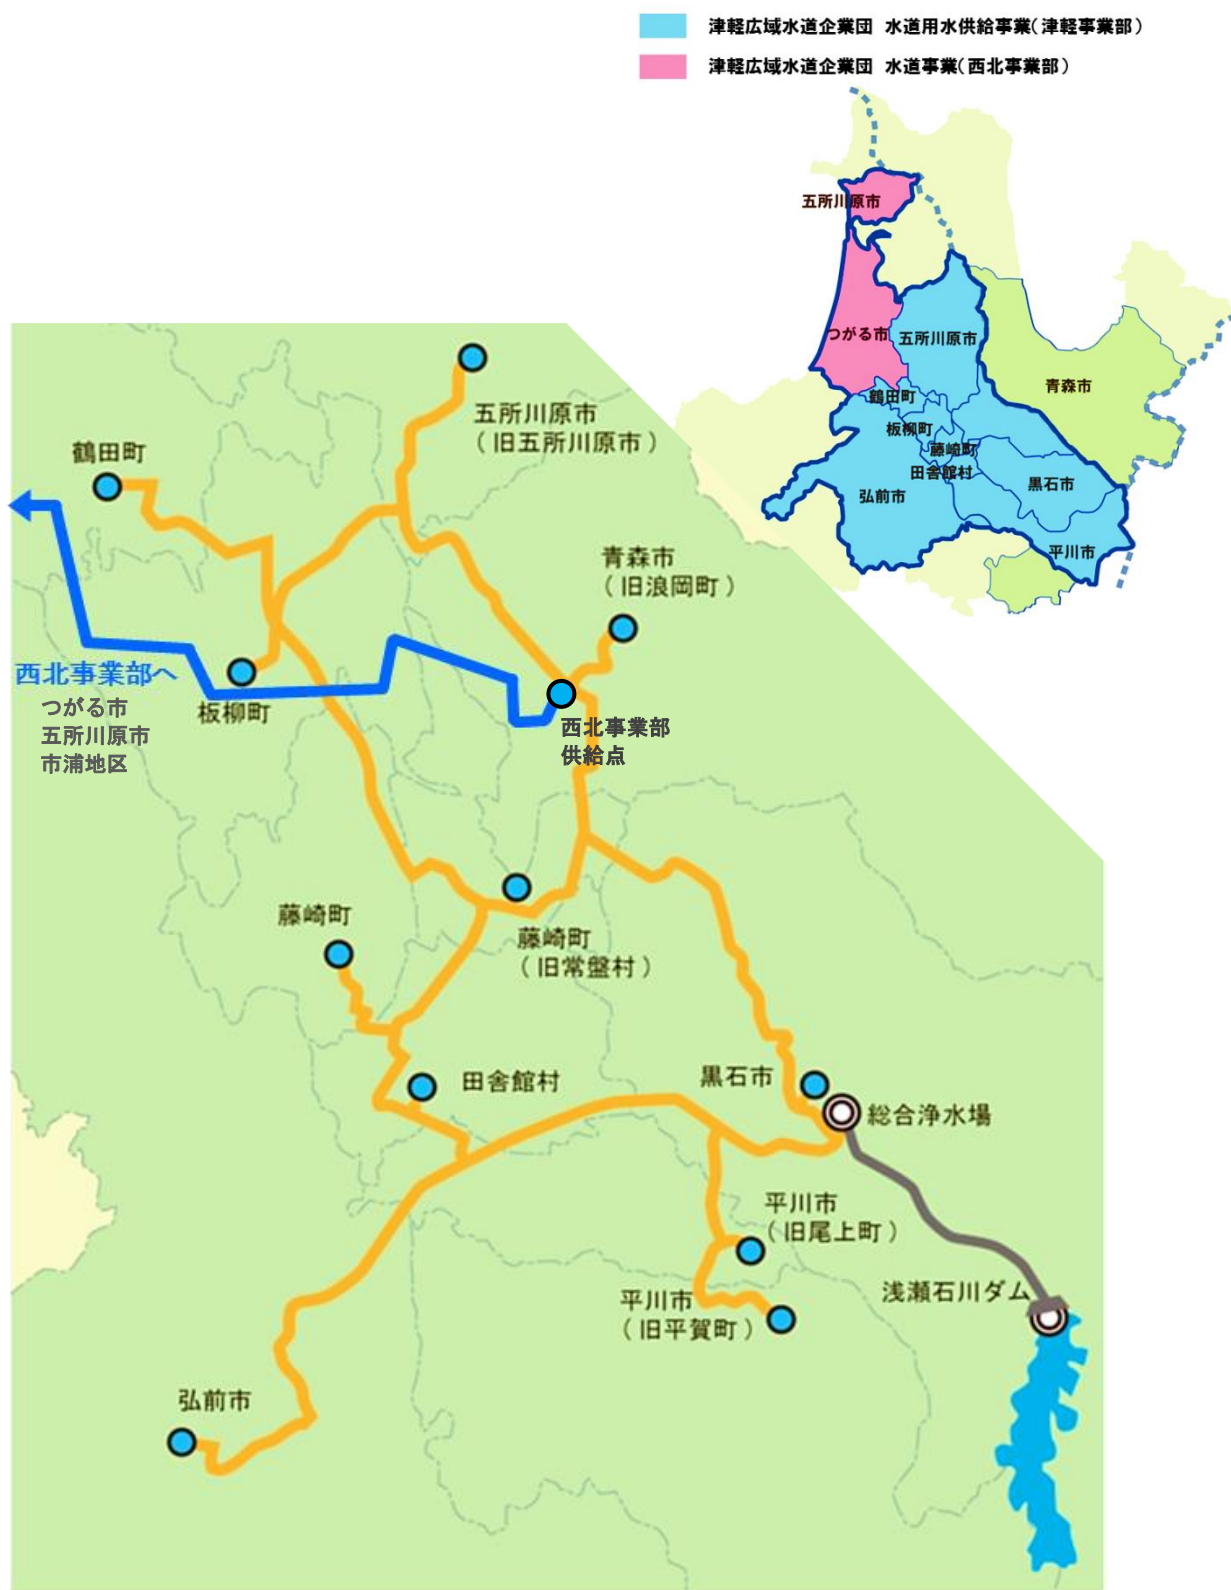 津軽広域水道企業団 水道用水供給事業(津軽事業部)
津軽広域水道企業団 水道事業(西北事業部)
五所川原市
つがる市
五所川原市
青森市
鶴田町
板柳町
藤崎町
田舎館村
黒石市
弘前市
平川市
五所川原市
(旧五所川原市)
鶴田町
青森市
(旧浪岡町)
西北事業部へ
つがる市
五所川原市
市浦地区
板柳町
西北事業部
供給点
藤崎町
藤崎町
(旧常盤村)
田舎館村
黒石市
総合浄水場
平川市
(旧尾上町)
浅瀬石川ダム
平川市
(旧平賀町)
弘前市